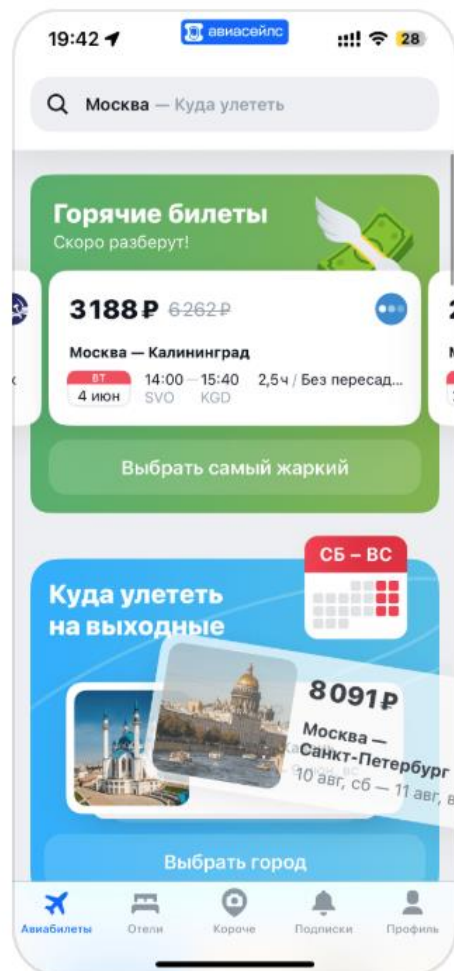 19:42
авиасейлс
28
Москва — Куда улететь
Горячие билеты
Скоро разберут!
3188 ₽ 6262 ₽
Москва — Калининград
ВТ
4 июн
14:00 — 15:40 2,5ч / Без пересад...
SVO KGD
Выбрать самый жаркий
СБ – ВС
Куда улететь
на выходные
8091₽
Москва —
Санкт-Петербург
10 авг, сб — 11 авг, в
Выбрать город
Авиабилеты Отели Короче Подписки Профиль